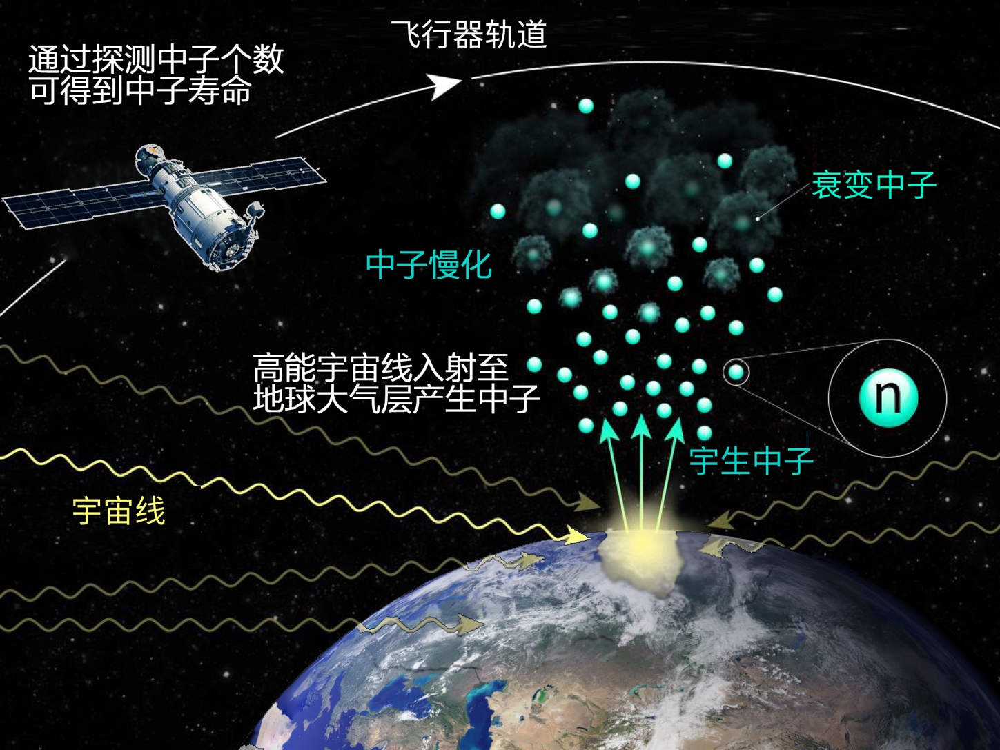 飞行器轨道
通过探测中子个数
可得到中子寿命
衰变中子
中子慢化
高能宇宙线入射至
地球大气层产生中子
n
宇生中子
宇宙线